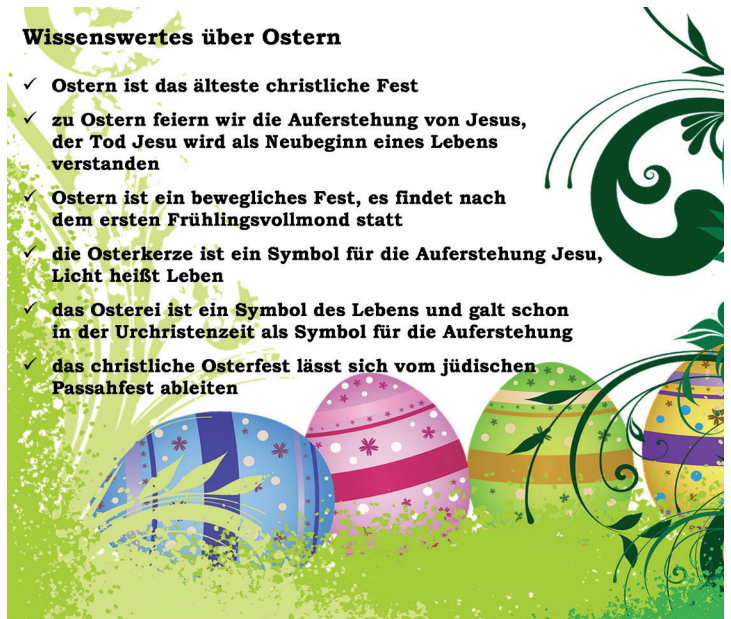 Wissenswertes über Ostern
✓ Ostern ist das älteste christliche Fest
✓ zu Ostern feiern wir die Auferstehung von Jesus,
der Tod Jesu wird als Neubeginn eines Lebens
verstanden
✓ Ostern ist ein bewegliches Fest, es findet nach
dem ersten Frühlingsvollmond statt
✓ die Osterkerze ist ein Symbol für die Auferstehung Jesu,
Licht heißt Leben
✓ das Osterei ist ein Symbol des Lebens und galt schon
in der Urchristenzeit als Symbol für die Auferstehung
✓ das christliche Osterfest lässt sich vom jüdischen
Passahfest ableiten